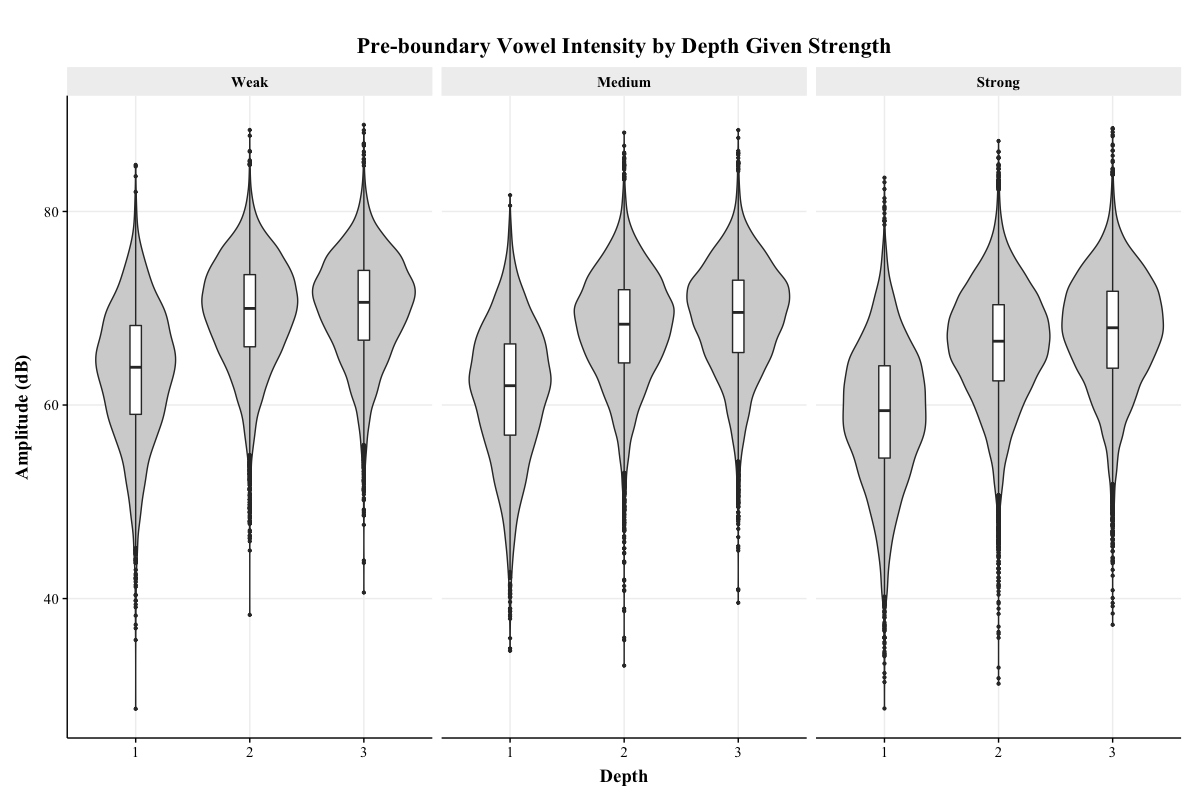 Pre-boundary Vowel Intensity by Depth Given Strength
Weak
Medium
Strong
Amplitude (dB)
80
60
40
1 2 3
1 2 3
1 2 3
Depth